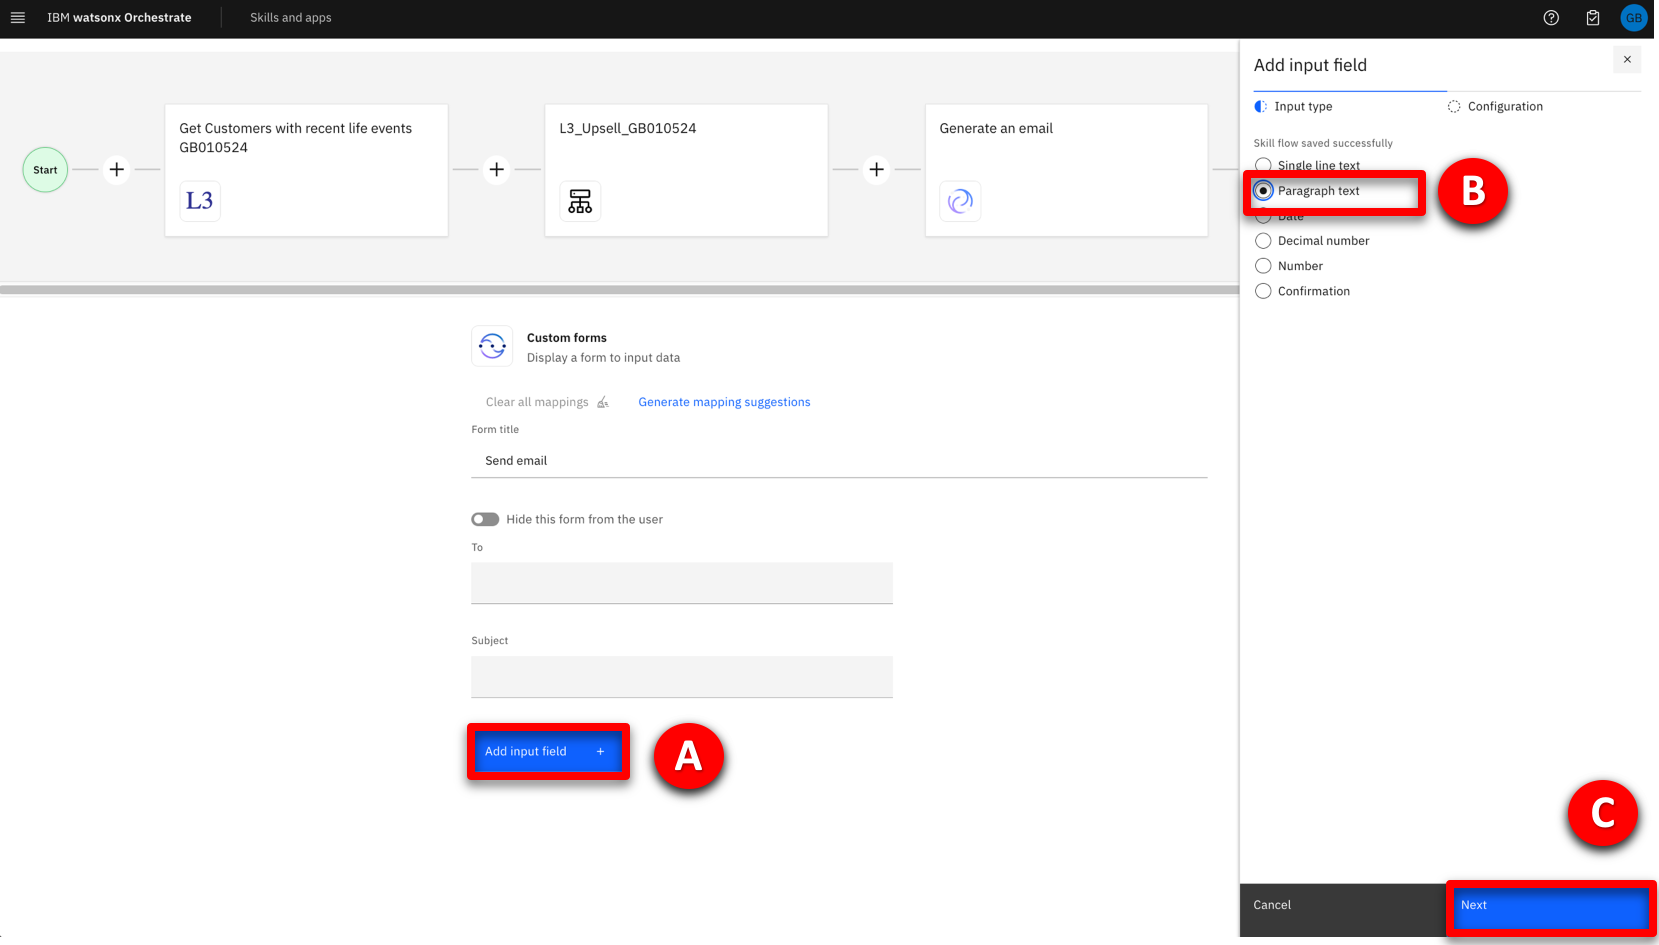 IBM watsonx Orchestrate
Skills and apps
GB
Start
Get Customers with recent life events
GB010524
L3
L3_Upsell_GB010524
Generate an email
Add input field
Input type
Configuration
Skill flow saved successfully
Single line text
Paragraph text
B
Date
Decimal number
Number
Confirmation
Custom forms
Display a form to input data
Clear all mappings
Generate mapping suggestions
Form title
Send email
Hide this form from the user
To
Subject
Add input field +
A
C
Cancel
Next